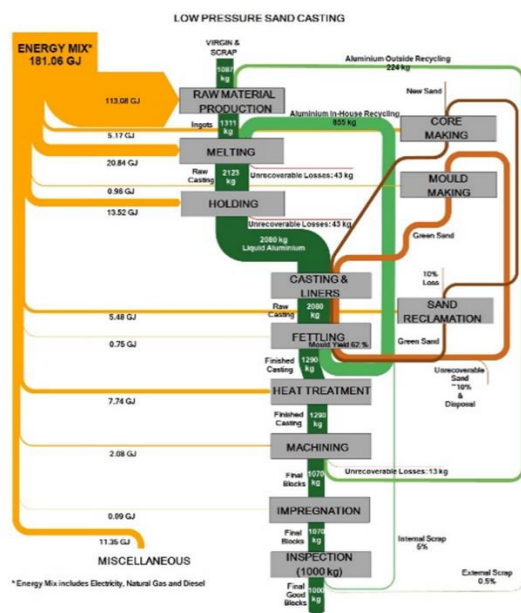 LOW PRESSURE SAND CASTING
ENERGY MIX*
181.06 GJ
VIRGIN &
SCRAP
1087
kg
Aluminium Outside Recycling
224 kg
113.08 GJ
RAW MATERIAL
PRODUCTION
New Sand
Ingots
1311
kg
Aluminium In-House Recycling
855 kg
CORE
MAKING
5.17 GJ
MELTING
20.84 GJ
Raw
Casting
2123
kg
Unrecoverable Losses: 43 kg
MOULD
MAKING
0.96 GJ
HOLDING
13.52 GJ
Unrecoverable Losses: 43 kg
2080 kg
Liquid Aluminium
Green Sand
CASTING &
LINERS
10%
Loss
Raw
Casting
2080
kg
SAND
RECLAMATION
5.48 GJ
FETTLING
Mould Yield 62 %
Green Sand
0.75 GJ
Finished
Casting
1290
kg
Unrecoverable
Sand
~10%
&
Disposal
HEAT TREATMENT
7.74 GJ
Finished
Casting
1290
kg
MACHINING
2.08 GJ
Final
Blocks
1070
kg
Unrecoverable Losses: 13 kg
IMPREGNATION
0.09 GJ
Final
Blocks
1070
kg
Internal Scrap
5%
11.35 GJ
MISCELLANEOUS
INSPECTION
(1000 kg)
External Scrap
0.5%
* Energy Mix includes Electricity, Natural Gas and Diesel
Final
Good Blocks
1000
kg